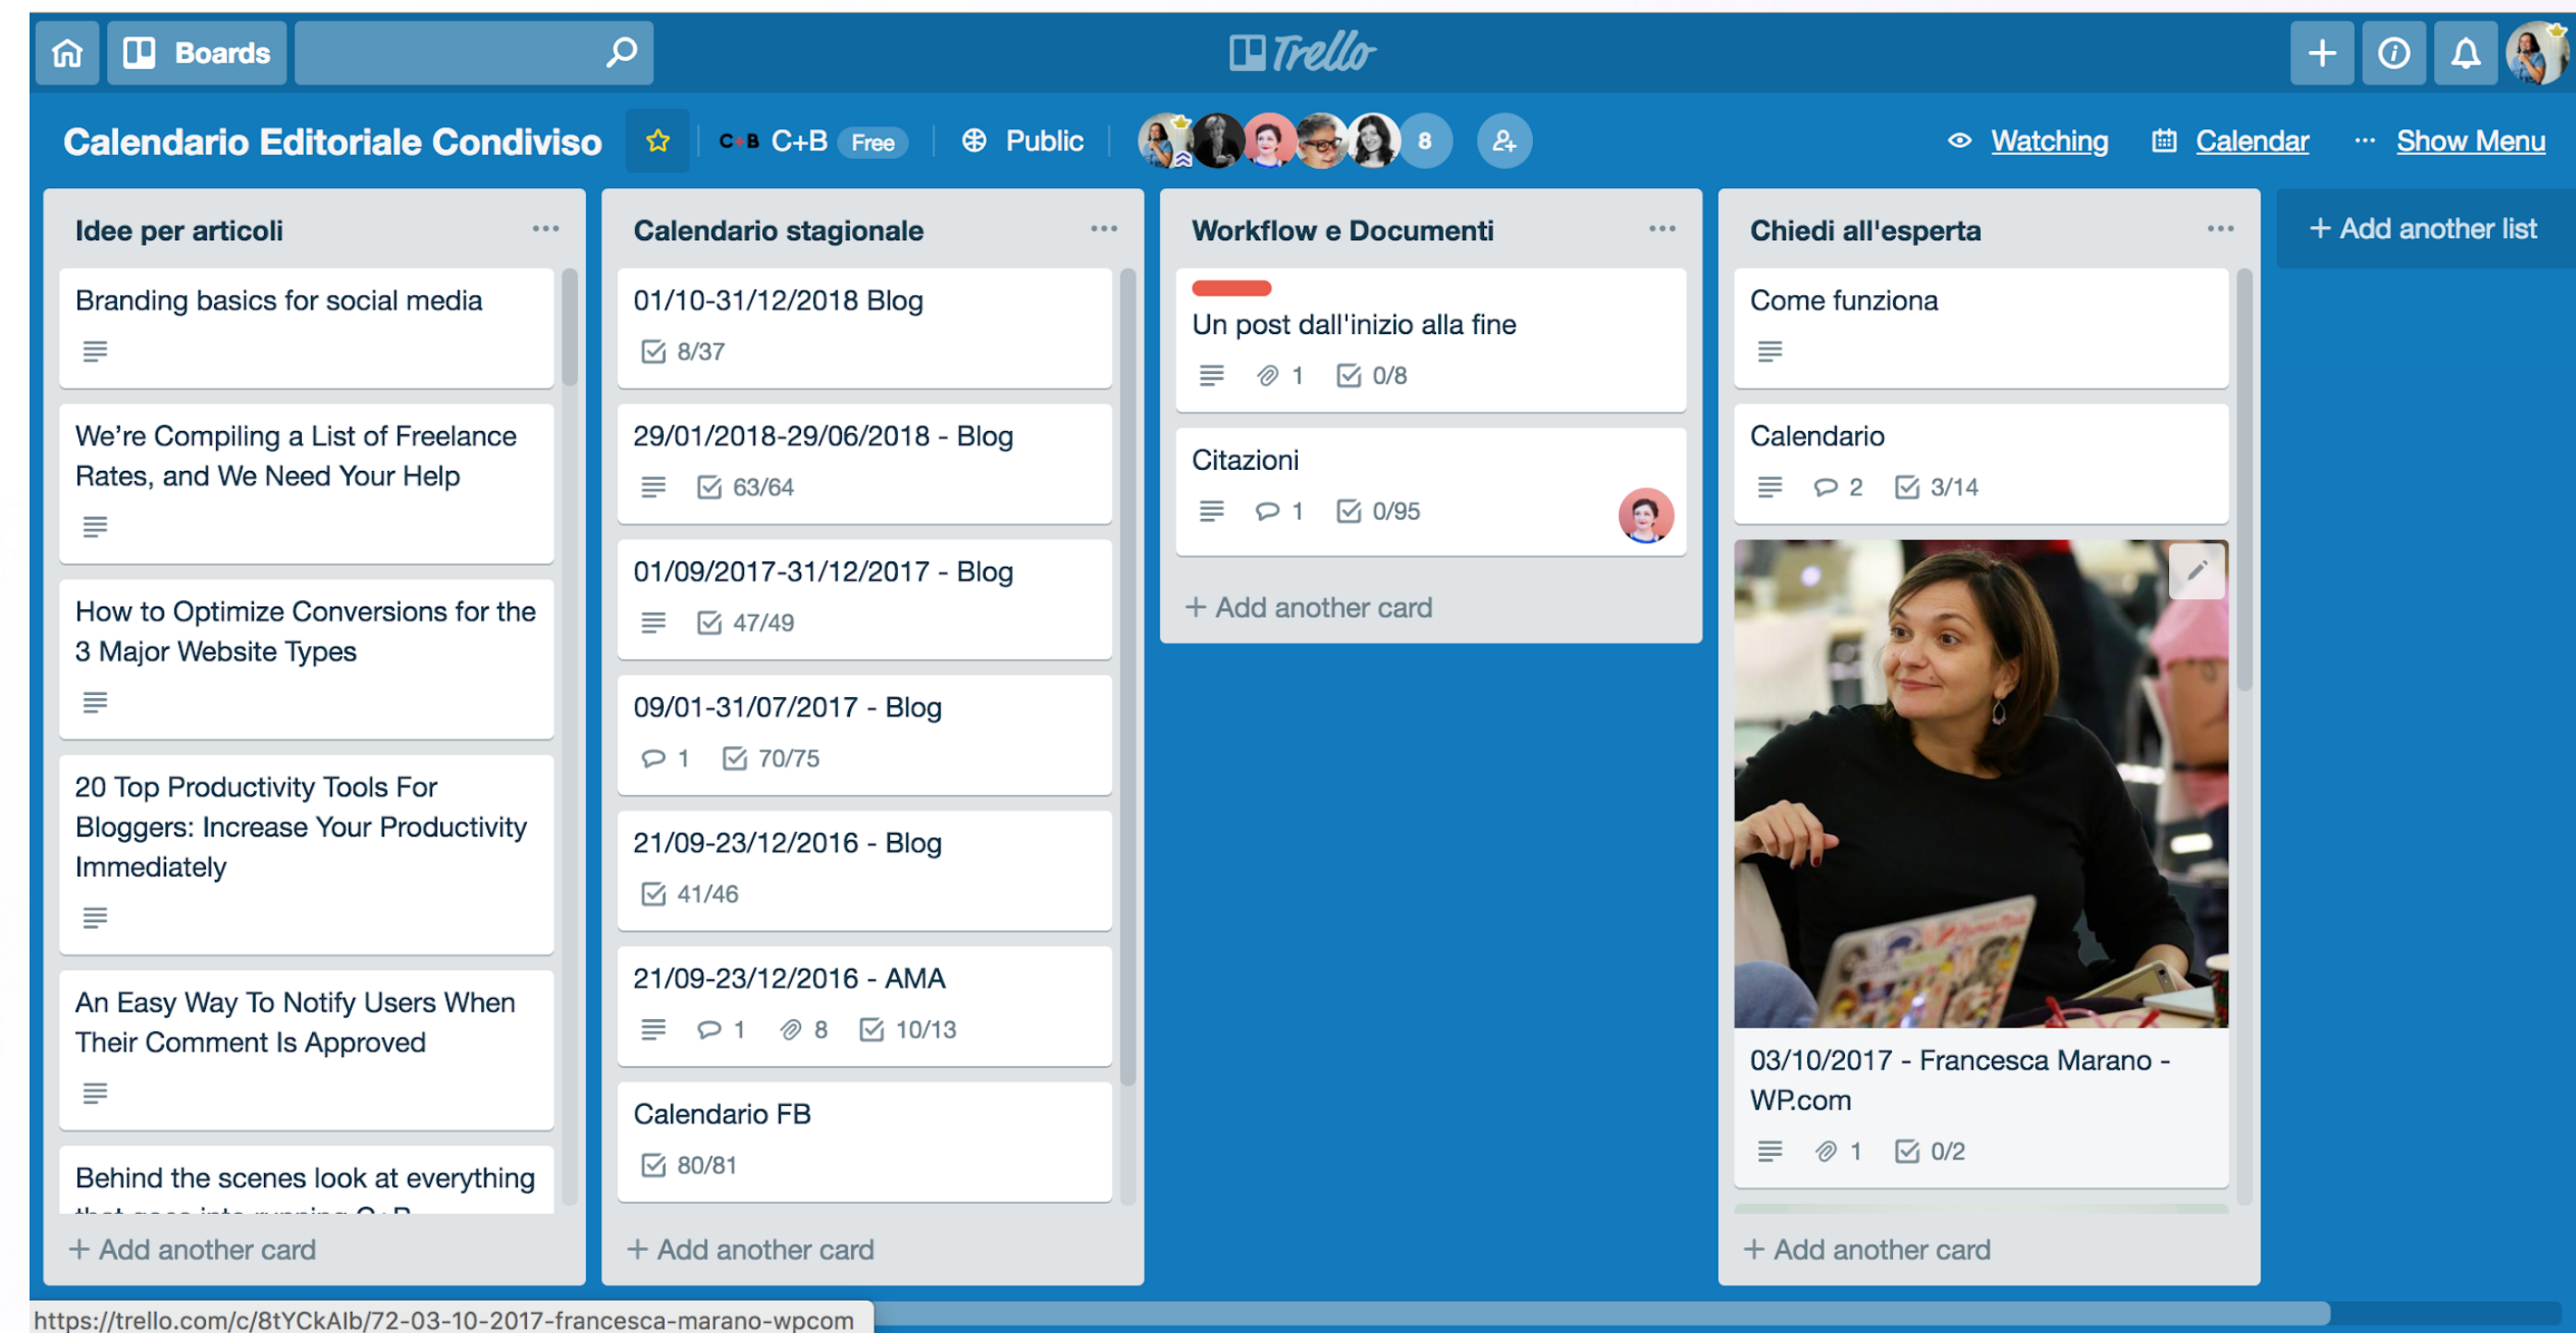 Boards
Trello
Calendario Editoriale Condiviso
C+B C+B Free
Public
8
Watching
Calendar
Show Menu
Idee per articoli
Branding basics for social media
We’re Compiling a List of Freelance
Rates, and We Need Your Help
How to Optimize Conversions for the
3 Major Website Types
20 Top Productivity Tools For
Bloggers: Increase Your Productivity
Immediately
An Easy Way To Notify Users When
Their Comment Is Approved
Behind the scenes look at everything
that goes into running C+B
+ Add another card
Calendario stagionale
01/10-31/12/2018 Blog
8/37
29/01/2018-29/06/2018 - Blog
63/64
01/09/2017-31/12/2017 - Blog
47/49
09/01-31/07/2017 - Blog
1 70/75
21/09-23/12/2016 - Blog
41/46
21/09-23/12/2016 - AMA
1 8 10/13
Calendario FB
80/81
+ Add another card
Workflow e Documenti
Un post dall'inizio alla fine
1 0/8
Citazioni
1 0/95
+ Add another card
Chiedi all'esperta
Come funziona
Calendario
2 3/14
03/10/2017 - Francesca Marano -
WP.com
1 0/2
+ Add another card
+ Add another list
https://trello.com/c/8tYCkAIb/72-03-10-2017-francesca-marano-wpcom